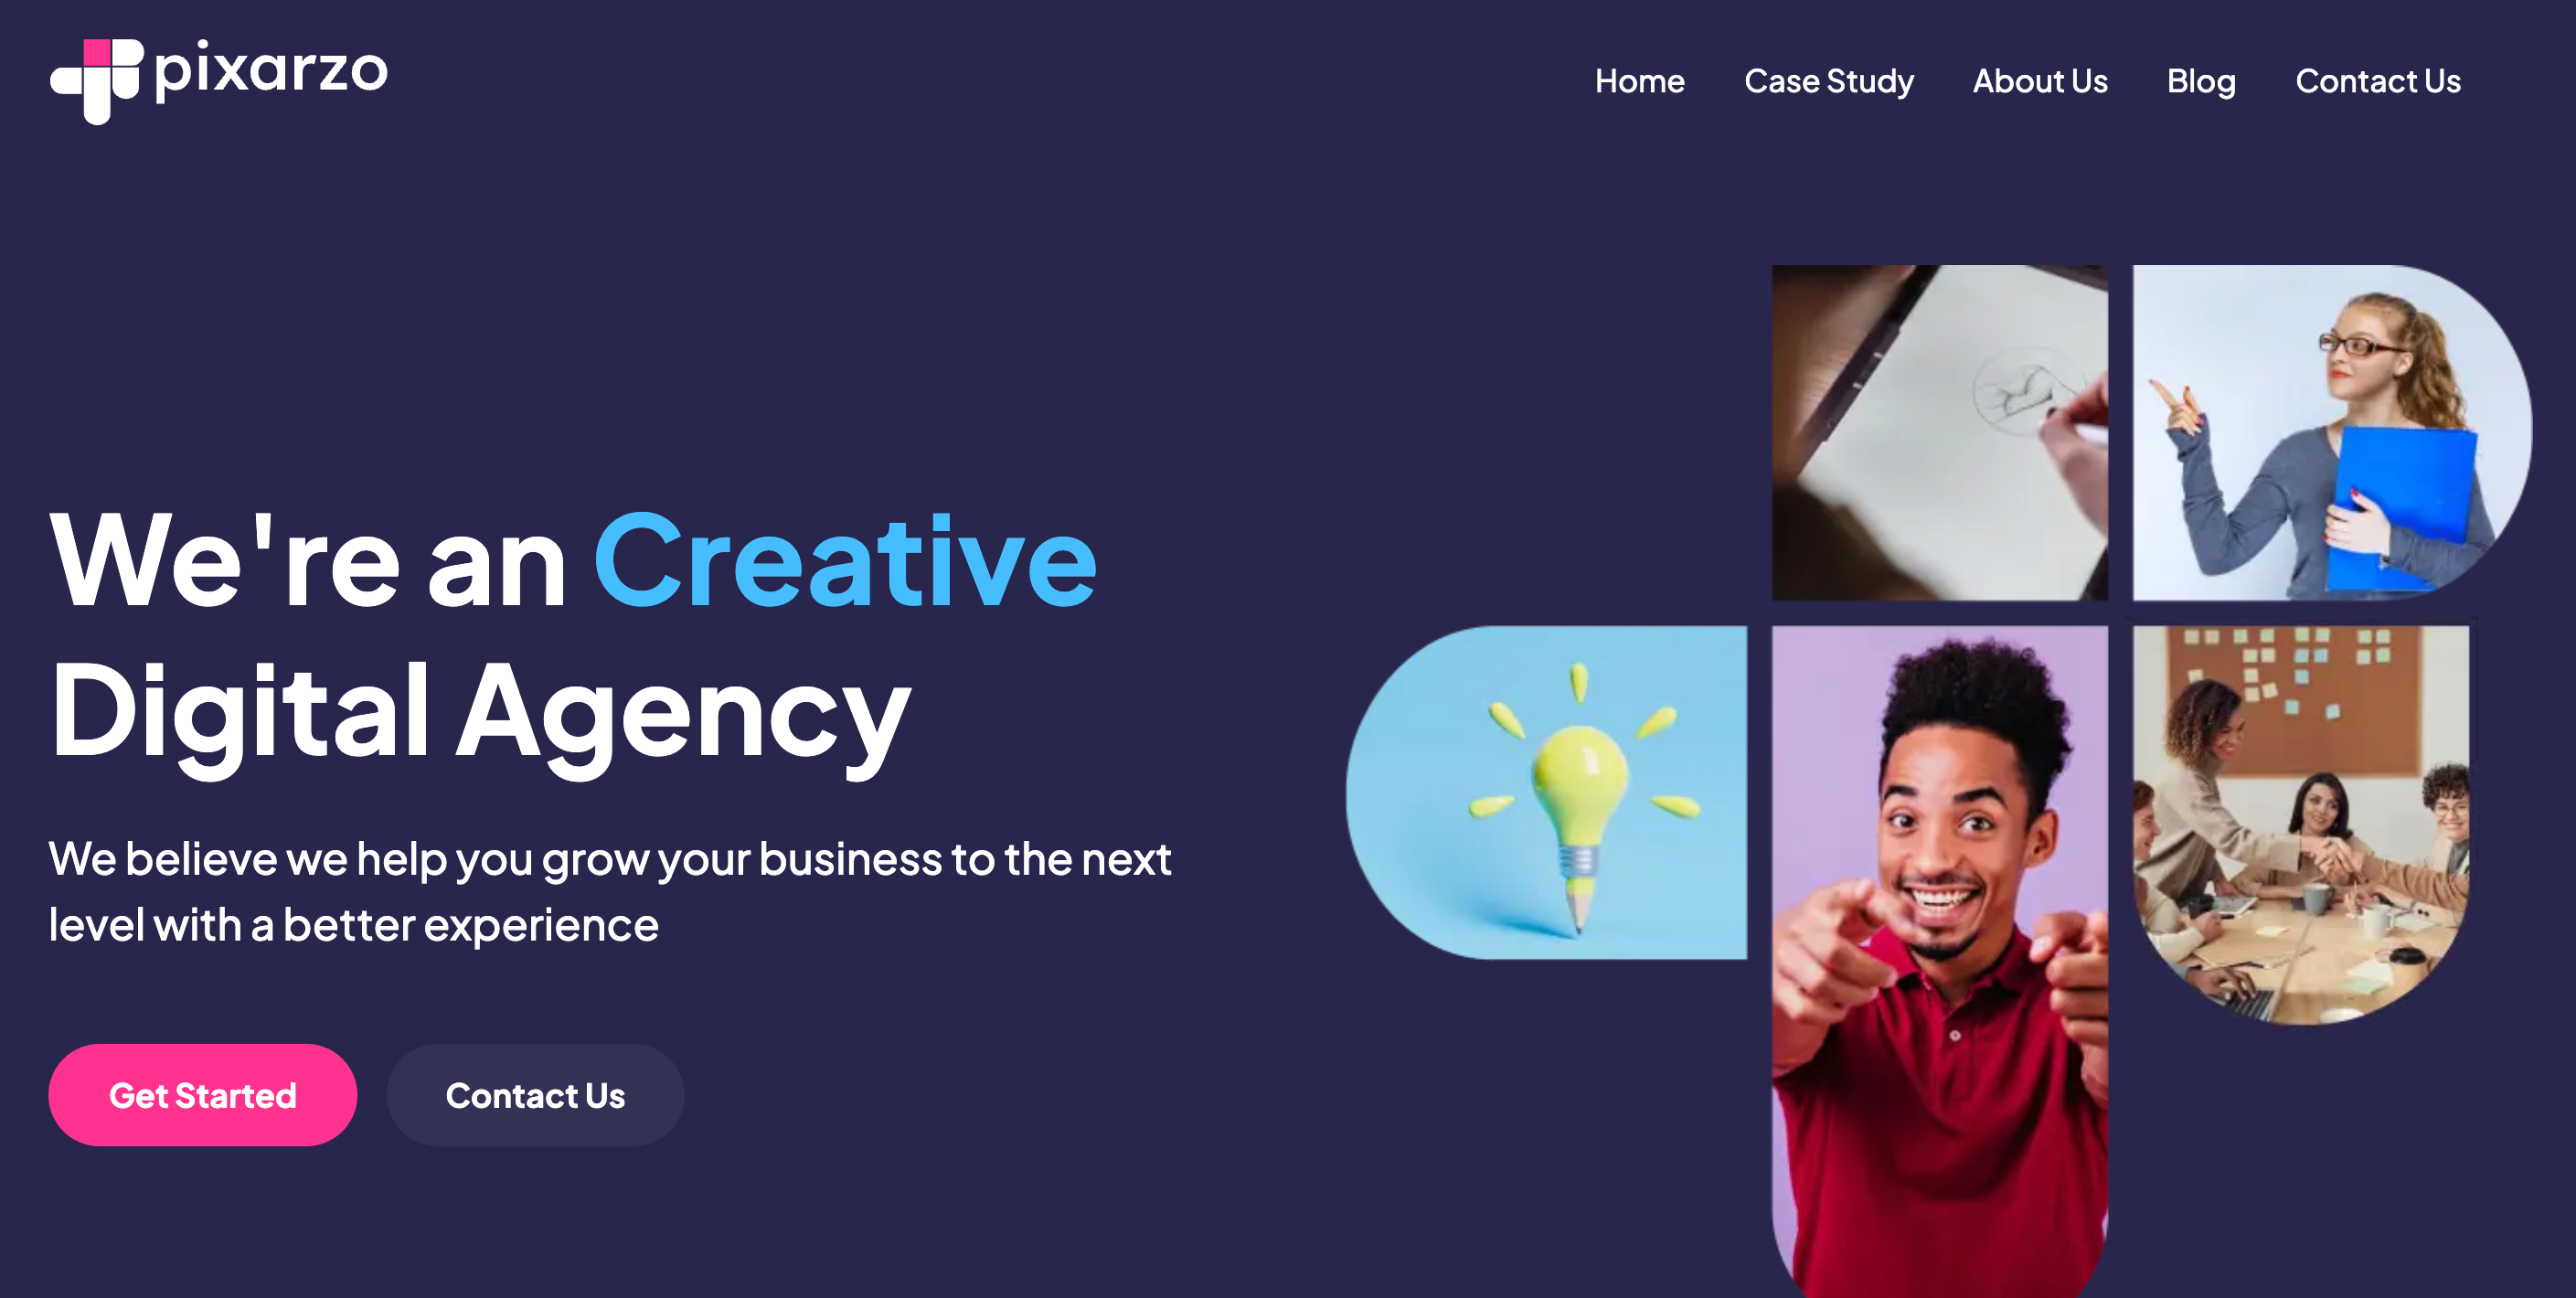 pixarzo
Home
Case Study
About Us
Blog
Contact Us
We're an Creative
Digital Agency
We believe we help you grow your business to the next
level with a better experience
Get Started
Contact Us